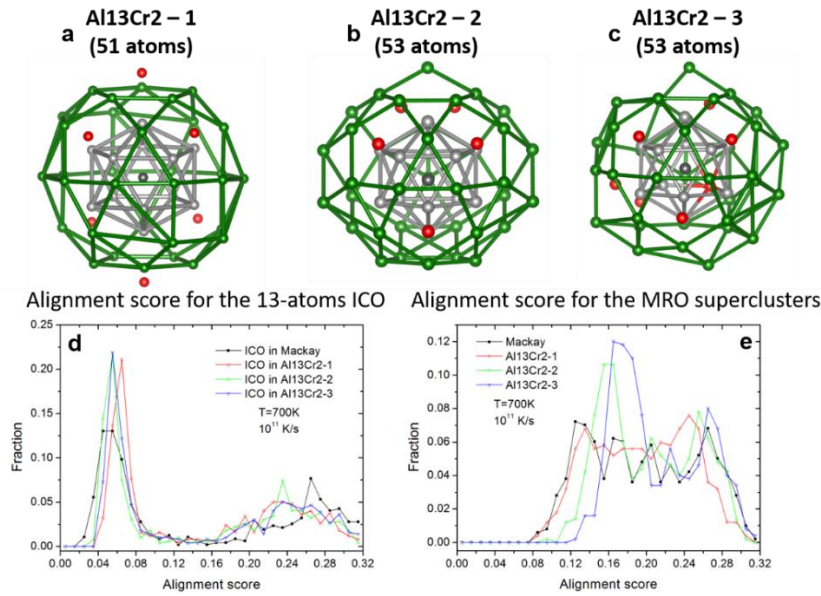 Al13Cr2 – 1
(51 atoms)
Al13Cr2 – 2
(53 atoms)
Al13Cr2 – 3
(53 atoms)
a
b
c
Alignment score for the 13-atoms ICO
Alignment score for the MRO superclusters
d
0.25
0.20
0.15
0.10
0.05
0.00
Fraction
ICO in Mackay
ICO in Al13Cr2-1
ICO in Al13Cr2-2
ICO in Al13Cr2-3
T=700K
10¹¹ K/s
0.00 0.04 0.08 0.12 0.16 0.20 0.24 0.28 0.32
Alignment score
e
0.12
0.10
0.08
0.06
0.04
0.02
0.00
Fraction
Mackay
Al13Cr2-1
Al13Cr2-2
Al13Cr2-3
T=700K
10¹¹ K/s
0.00 0.04 0.08 0.12 0.16 0.20 0.24 0.28 0.32
Alignment score